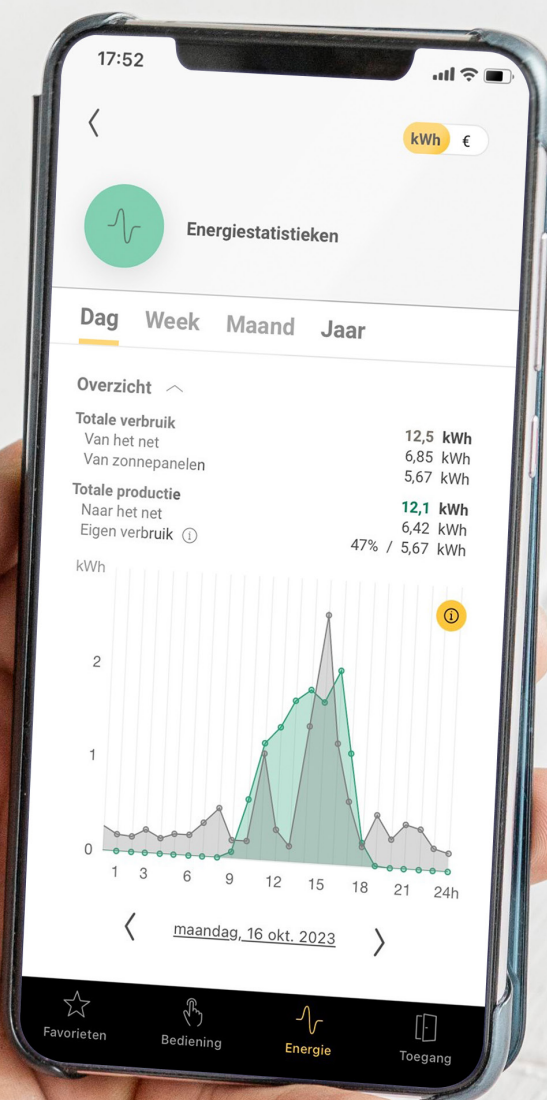 17:52
kWh €
Energiestatistieken
Dag Week Maand Jaar
Overzicht
Totale verbruik 12,5 kWh
Van het net 6,85 kWh
Van zonnepanelen 5,67 kWh
Totale productie 12,1 kWh
Naar het net 6,42 kWh
Eigen verbruik i 47% / 5,67 kWh
kWh
i
2
1
0
1 3 6 9 12 15 18 21 24h
maandag, 16 okt. 2023
Favorieten Bediening Energie Toegang